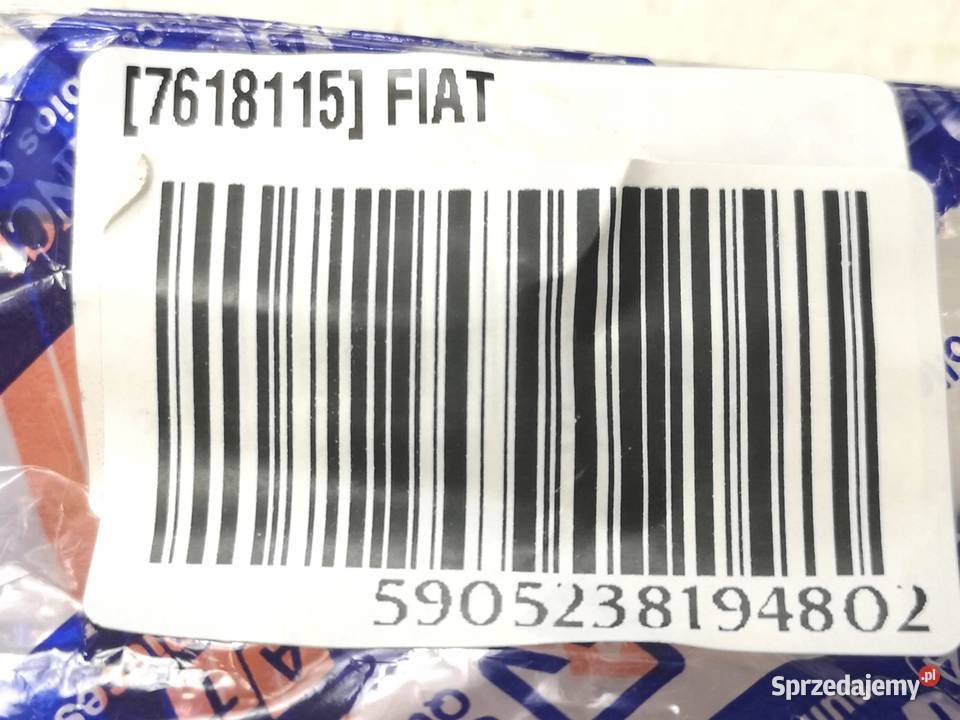 [7618115] FIAT
5905238194802
Sprzedajemy.pl